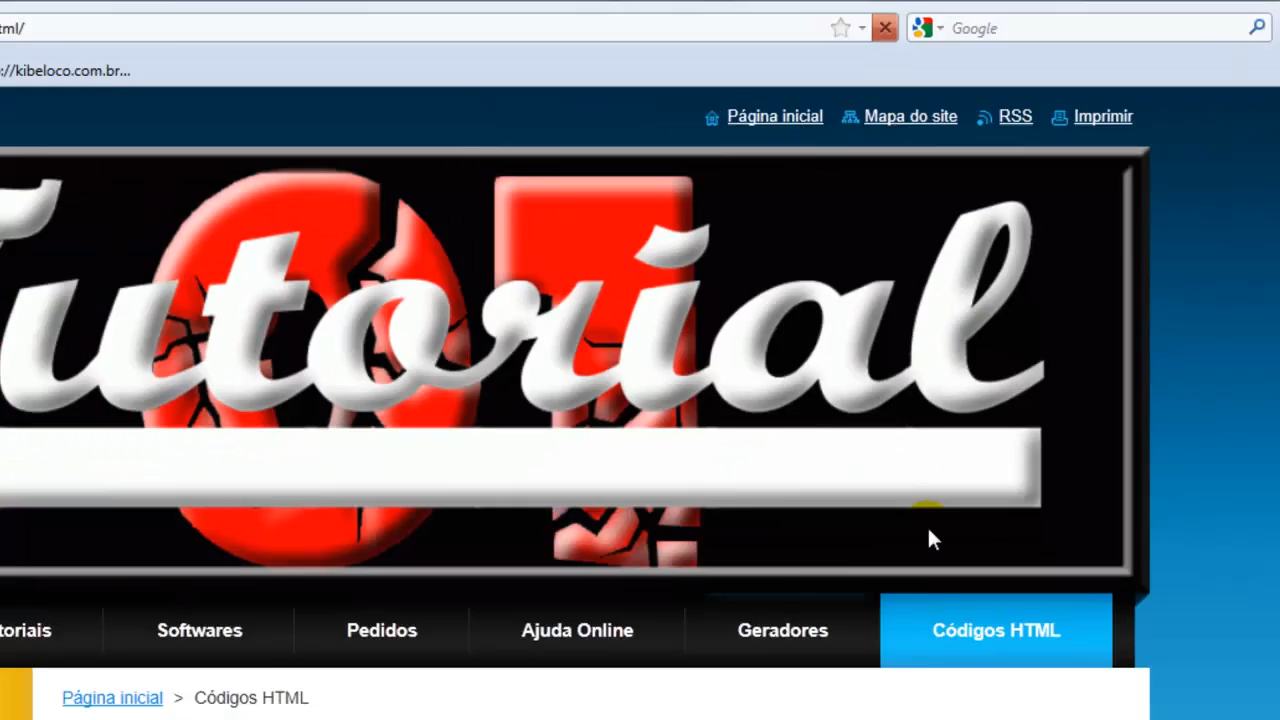 tml/
Google
://kibeloco.com.br...
Página inicial Mapa do site RSS Imprimir
Tutorial
toriais Softwares Pedidos Ajuda Online Geradores Códigos HTML
Página inicial > Códigos HTML